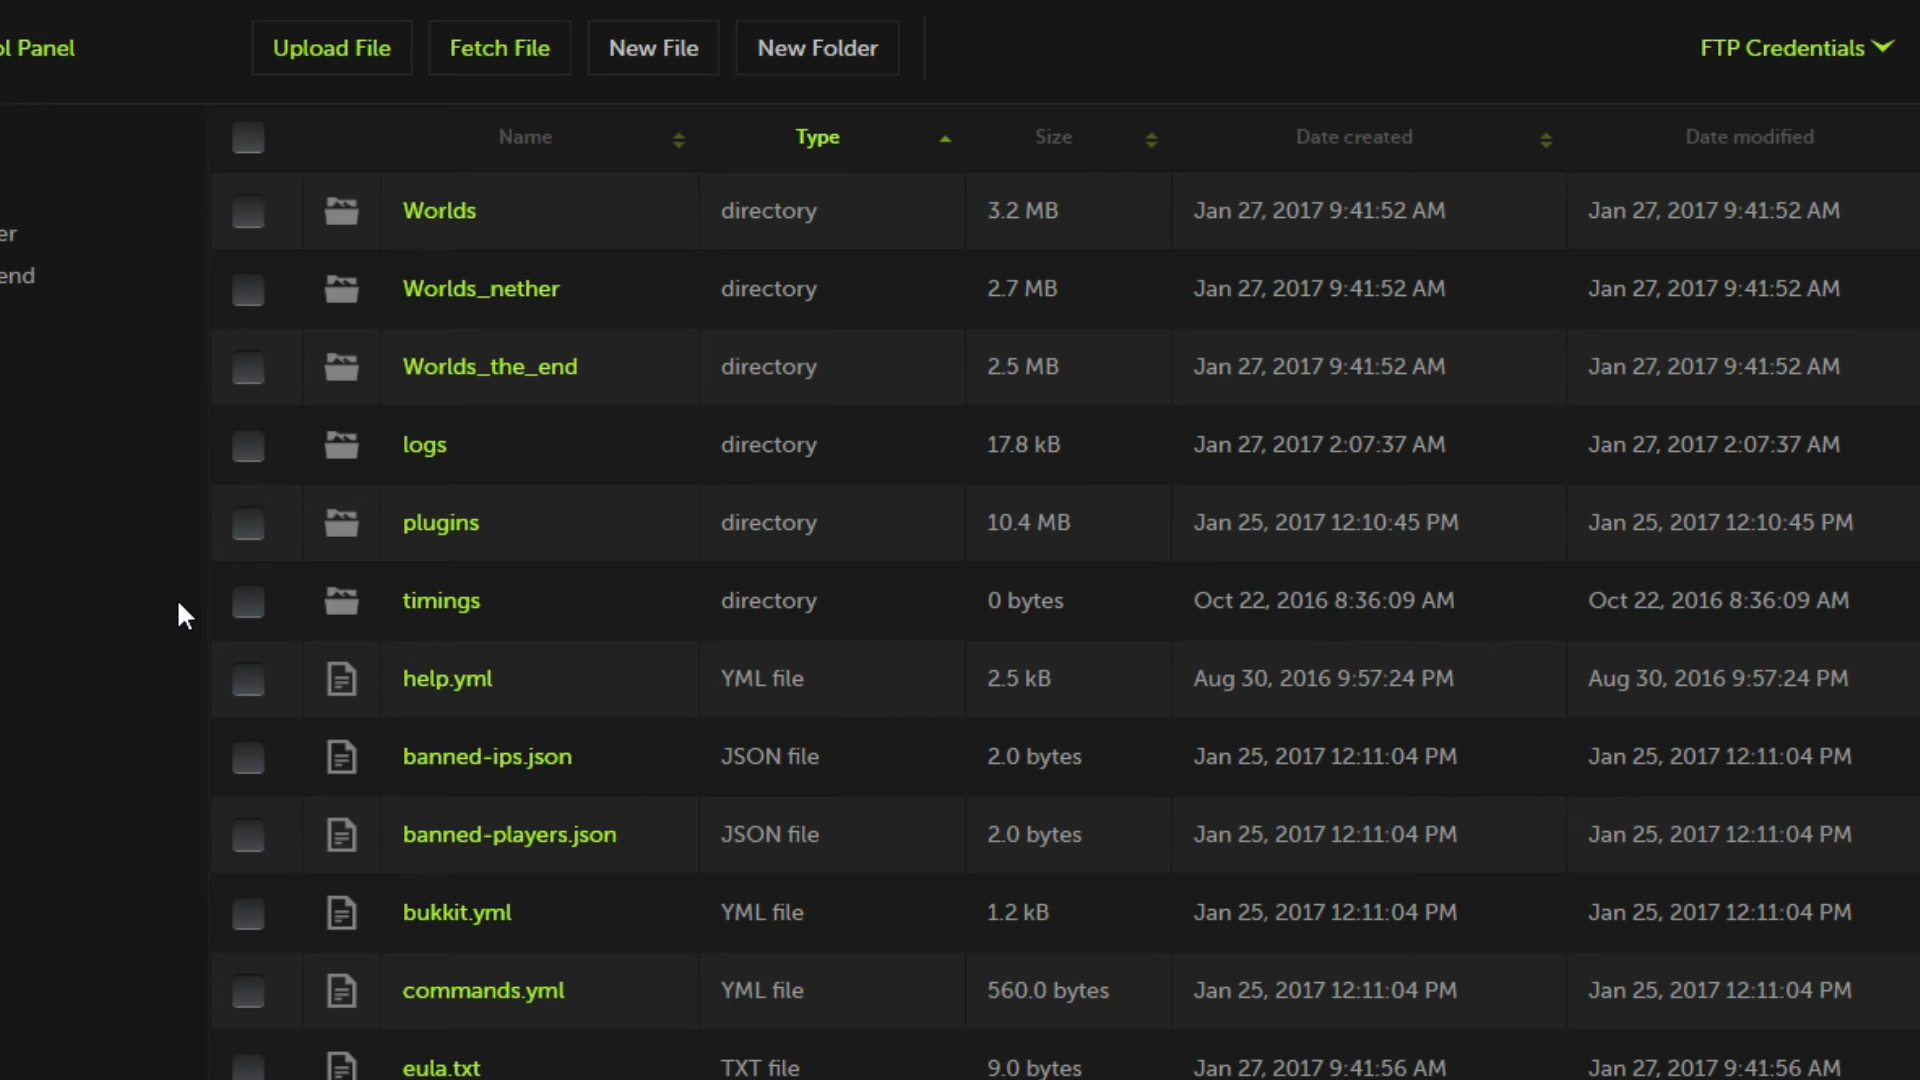 ol Panel
Upload File Fetch File New File New Folder
FTP Credentials
Name Type Size Date created Date modified
er
end
Worlds directory 3.2 MB Jan 27, 2017 9:41:52 AM Jan 27, 2017 9:41:52 AM
Worlds_nether directory 2.7 MB Jan 27, 2017 9:41:52 AM Jan 27, 2017 9:41:52 AM
Worlds_the_end directory 2.5 MB Jan 27, 2017 9:41:52 AM Jan 27, 2017 9:41:52 AM
logs directory 17.8 kB Jan 27, 2017 2:07:37 AM Jan 27, 2017 2:07:37 AM
plugins directory 10.4 MB Jan 25, 2017 12:10:45 PM Jan 25, 2017 12:10:45 PM
timings directory 0 bytes Oct 22, 2016 8:36:09 AM Oct 22, 2016 8:36:09 AM
help.yml YML file 2.5 kB Aug 30, 2016 9:57:24 PM Aug 30, 2016 9:57:24 PM
banned-ips.json JSON file 2.0 bytes Jan 25, 2017 12:11:04 PM Jan 25, 2017 12:11:04 PM
banned-players.json JSON file 2.0 bytes Jan 25, 2017 12:11:04 PM Jan 25, 2017 12:11:04 PM
bukkit.yml YML file 1.2 kB Jan 25, 2017 12:11:04 PM Jan 25, 2017 12:11:04 PM
commands.yml YML file 560.0 bytes Jan 25, 2017 12:11:04 PM Jan 25, 2017 12:11:04 PM
eula.txt TXT file 9.0 bytes Jan 27, 2017 9:41:56 AM Jan 27, 2017 9:41:56 AM